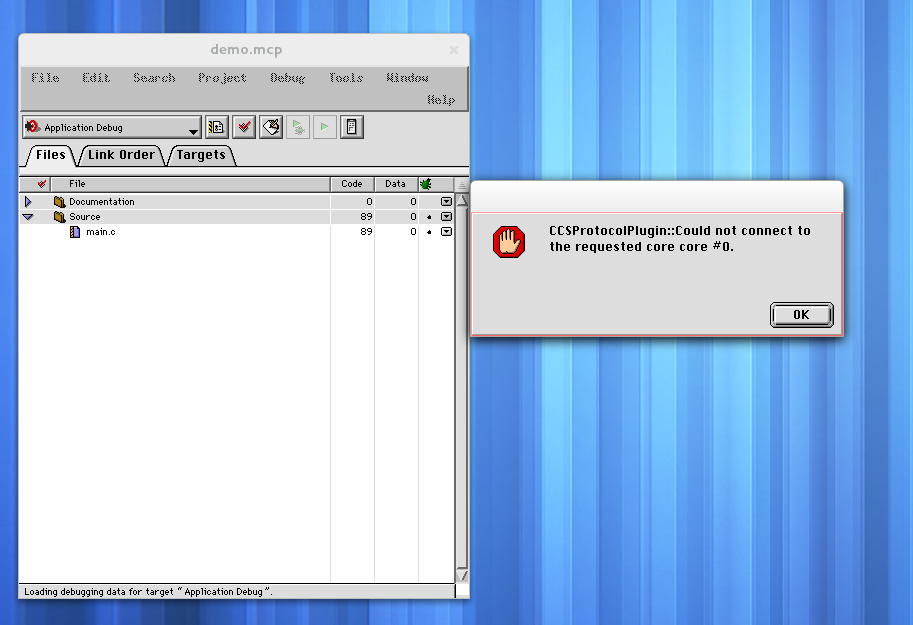 demo.mcp
File Edit Search Project Debug Tools Window
Help
Application Debug
Files Link Order Targets
File Code Data
Documentation 0 0
Source 89 0
main.c 89 0
CCSProtocolPlugin::Could not connect to
the requested core core #0.
OK
Loading debugging data for target "Application Debug".